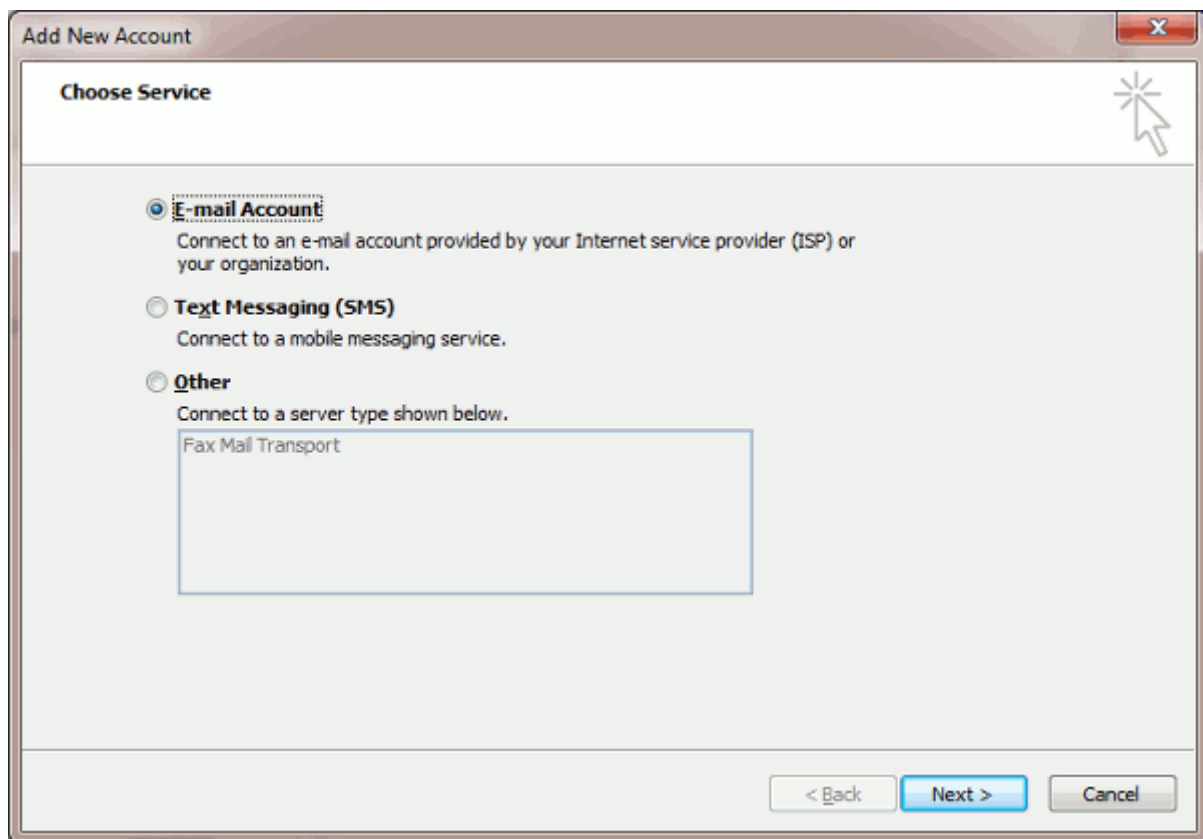 Add New Account
Choose Service
E-mail Account
Connect to an e-mail account provided by your Internet service provider (ISP) or
your organization.
Text Messaging (SMS)
Connect to a mobile messaging service.
Other
Connect to a server type shown below.
Fax Mail Transport
< Back
Next >
Cancel